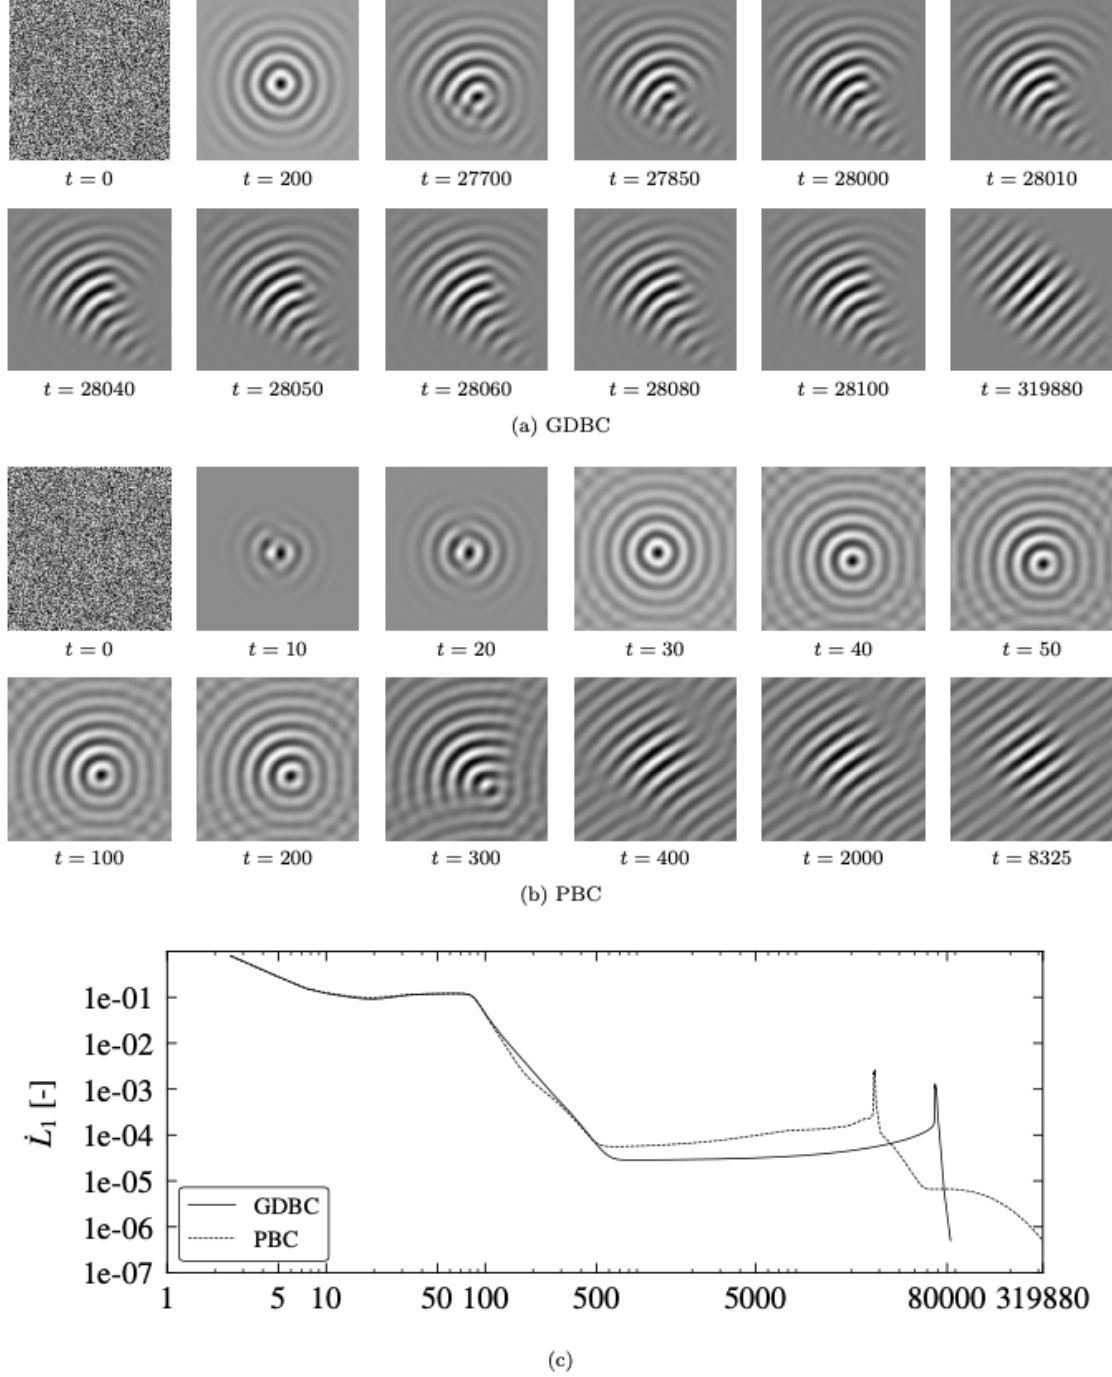 t = 0 t = 200 t = 27700 t = 27850 t = 28000 t = 28010
t = 28040 t = 28050 t = 28060 t = 28080 t = 28100 t = 319880
(a) GDBC
t = 0 t = 10 t = 20 t = 30 t = 40 t = 50
t = 100 t = 200 t = 300 t = 400 t = 2000 t = 8325
(b) PBC
1e-01
1e-02
1e-03
1e-04
1e-05
1e-06
1e-07
L̇₁ [-]
GDBC
PBC
1 5 10 50 100 500 5000 80000 319880
(c)